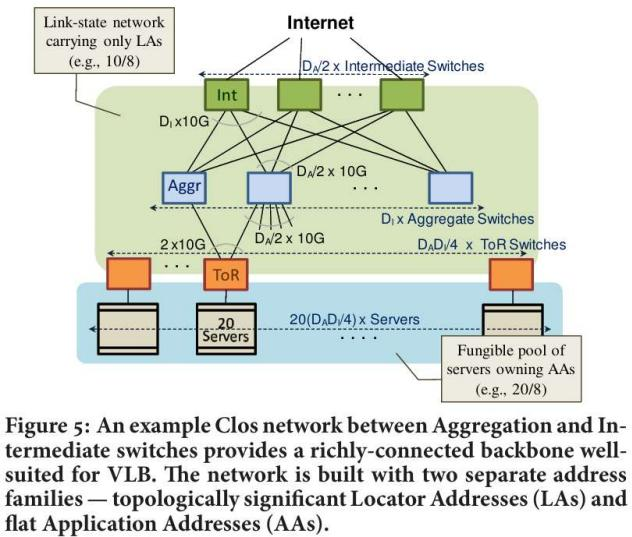 Internet
Link-state network
carrying only LAs
(e.g., 10/8)
D_A/2 x Intermediate Switches
Int
. . .
D_I x10G
D_A/2 x 10G
Aggr
. . .
D_I x Aggregate Switches
D_A/2 x 10G
2 x10G
D_AD_I/4 x ToR Switches
. . .
ToR
20
Servers
20(D_AD_I/4) x Servers
. . . .
Fungible pool of
servers owning AAs
(e.g., 20/8)
Figure 5: An example Clos network between Aggregation and In-
termediate switches provides a richly-connected backbone well-
suited for VLB. The network is built with two separate address
families — topologically significant Locator Addresses (LAs) and
flat Application Addresses (AAs).